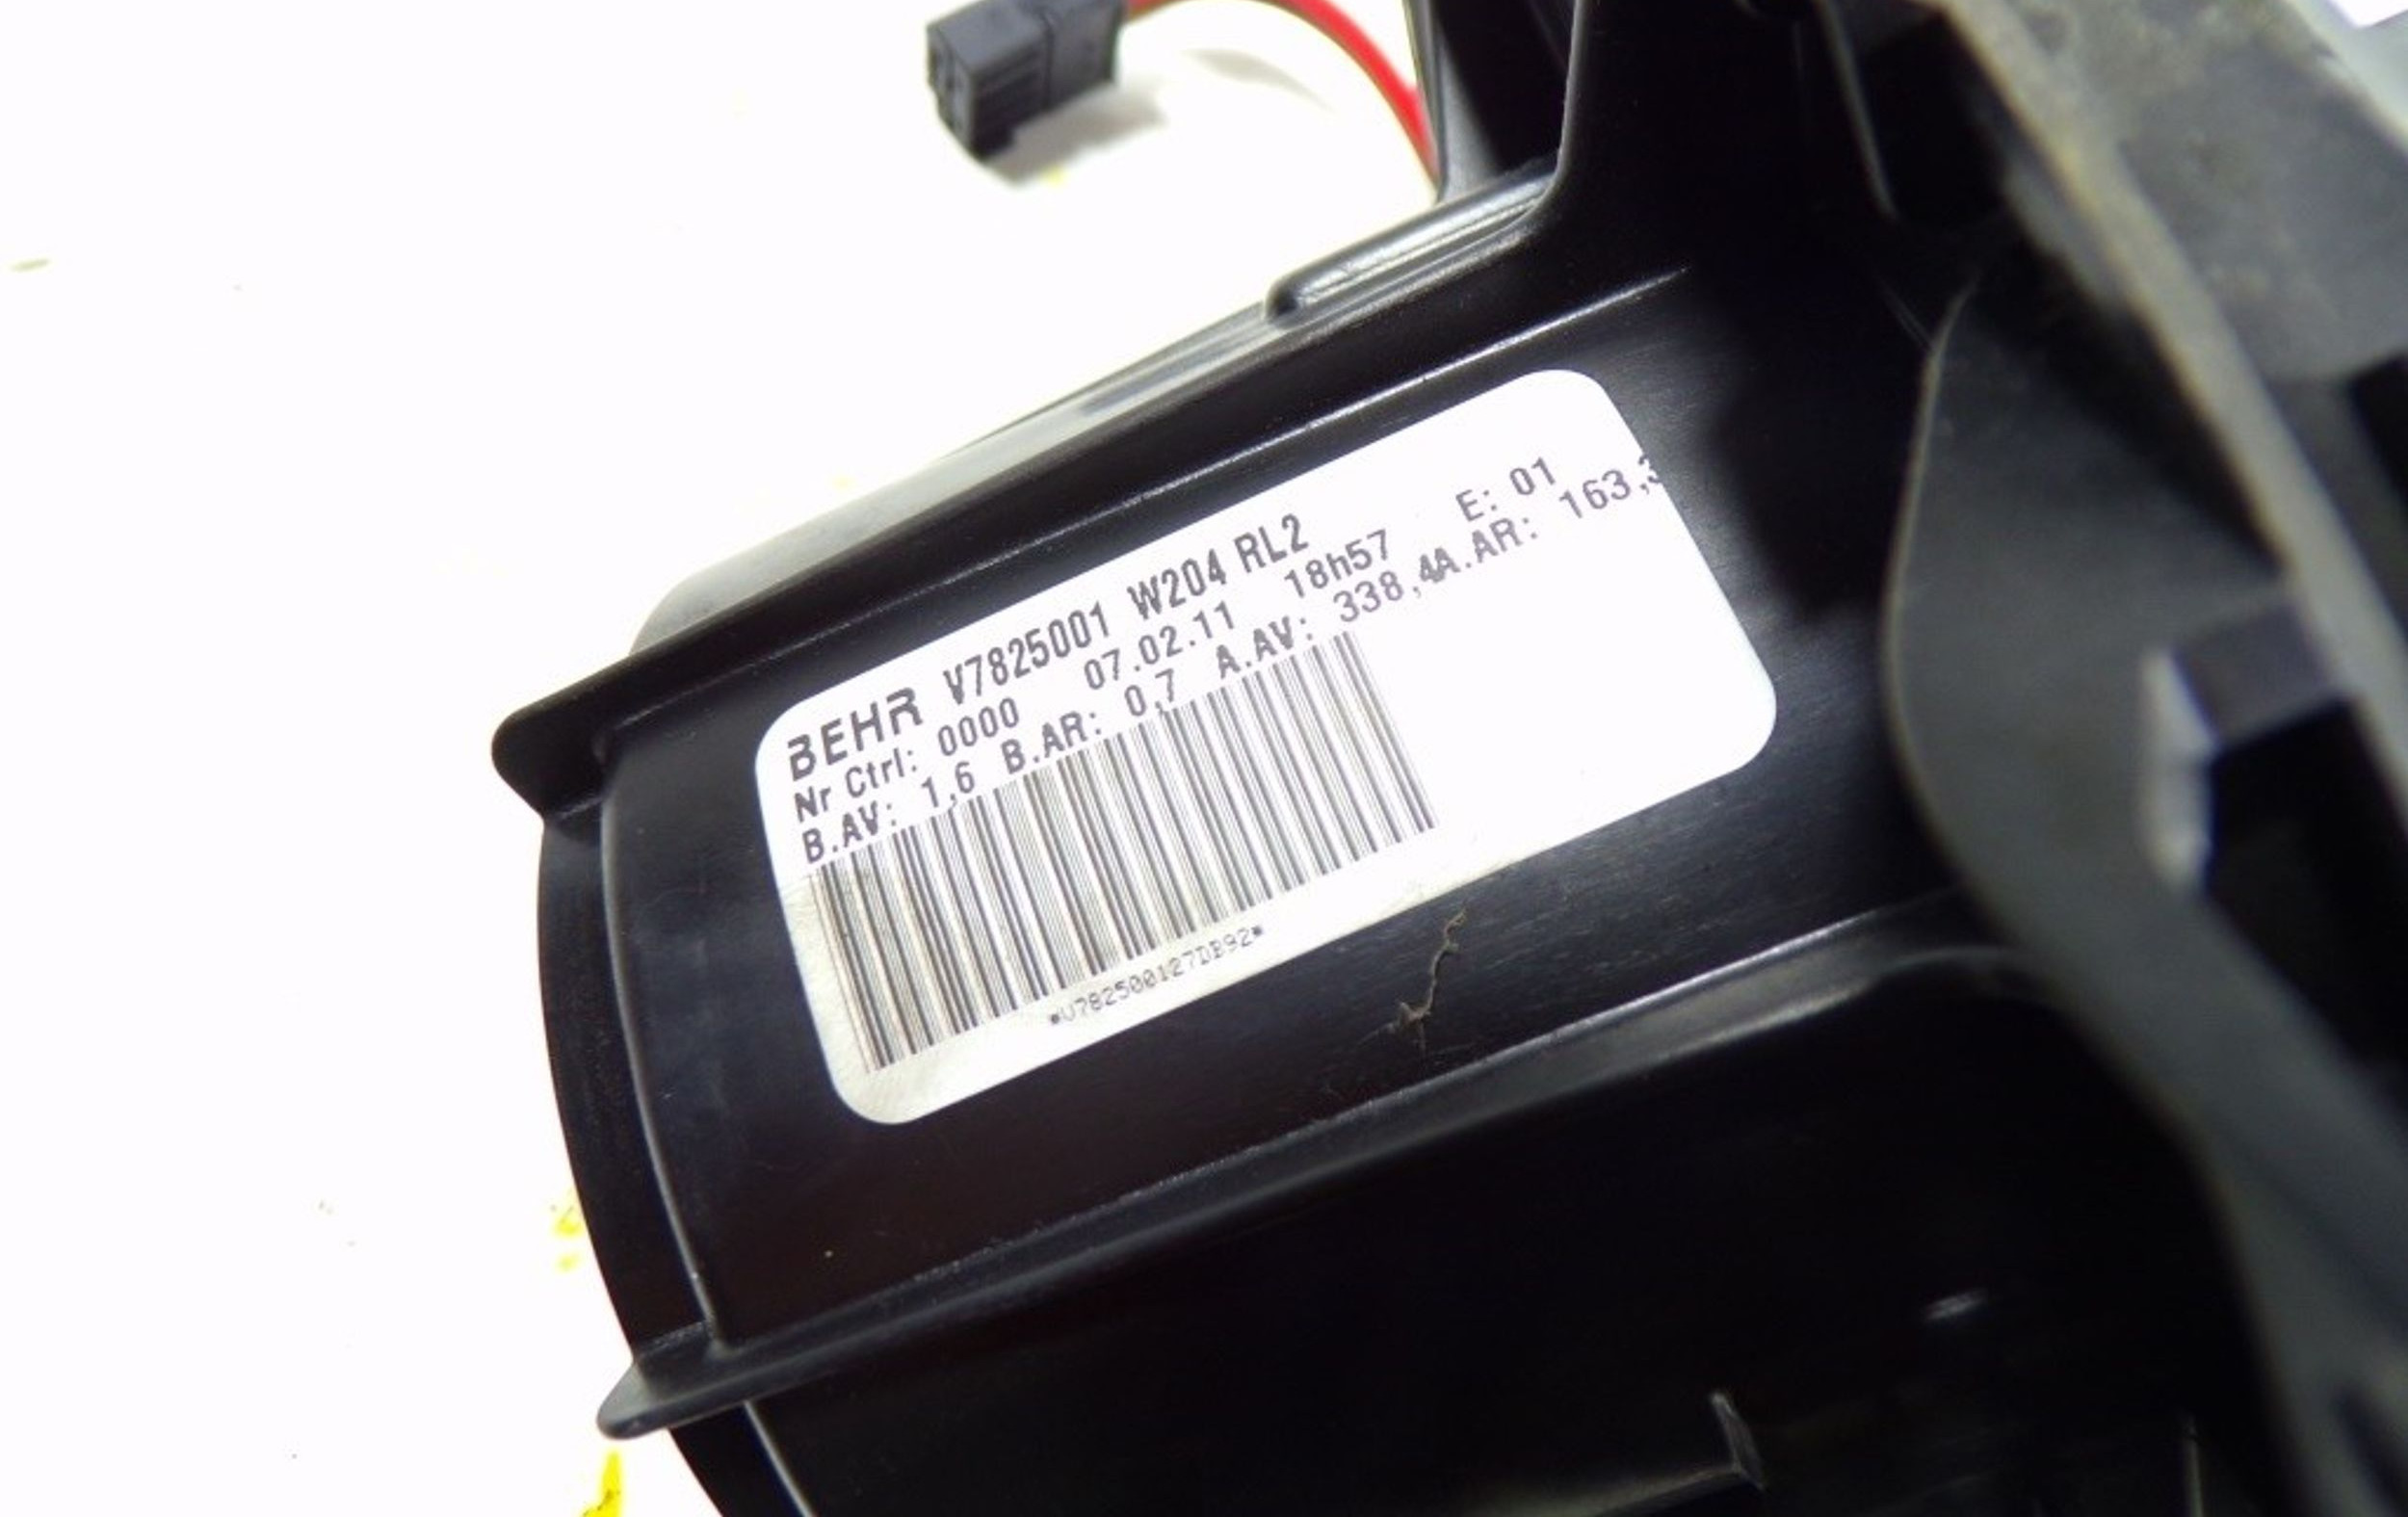 BEHR V7825001 W204 RL2
Nr Ctrl: 0000 07.02.11 18h57 E: 01
B.AV: 1,6 B.AR: 0,7 A.AV: 338,4A.AR: 163,3
*V782500127DB92*